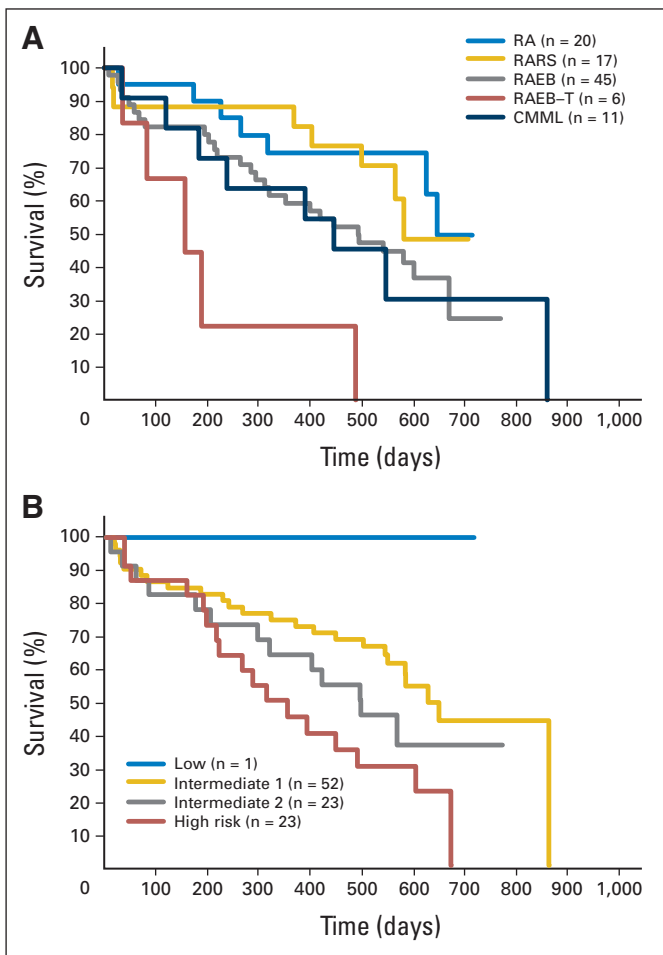 A
RA (n = 20)
RARS (n = 17)
RAEB (n = 45)
RAEB–T (n = 6)
CMML (n = 11)
100
90
80
70
60
50
40
30
20
10
Survival (%)
0 100 200 300 400 500 600 700 800 900 1,000
Time (days)
B
100
90
80
70
60
50
40
30
20
10
Survival (%)
Low (n = 1)
Intermediate 1 (n = 52)
Intermediate 2 (n = 23)
High risk (n = 23)
0 100 200 300 400 500 600 700 800 900 1,000
Time (days)